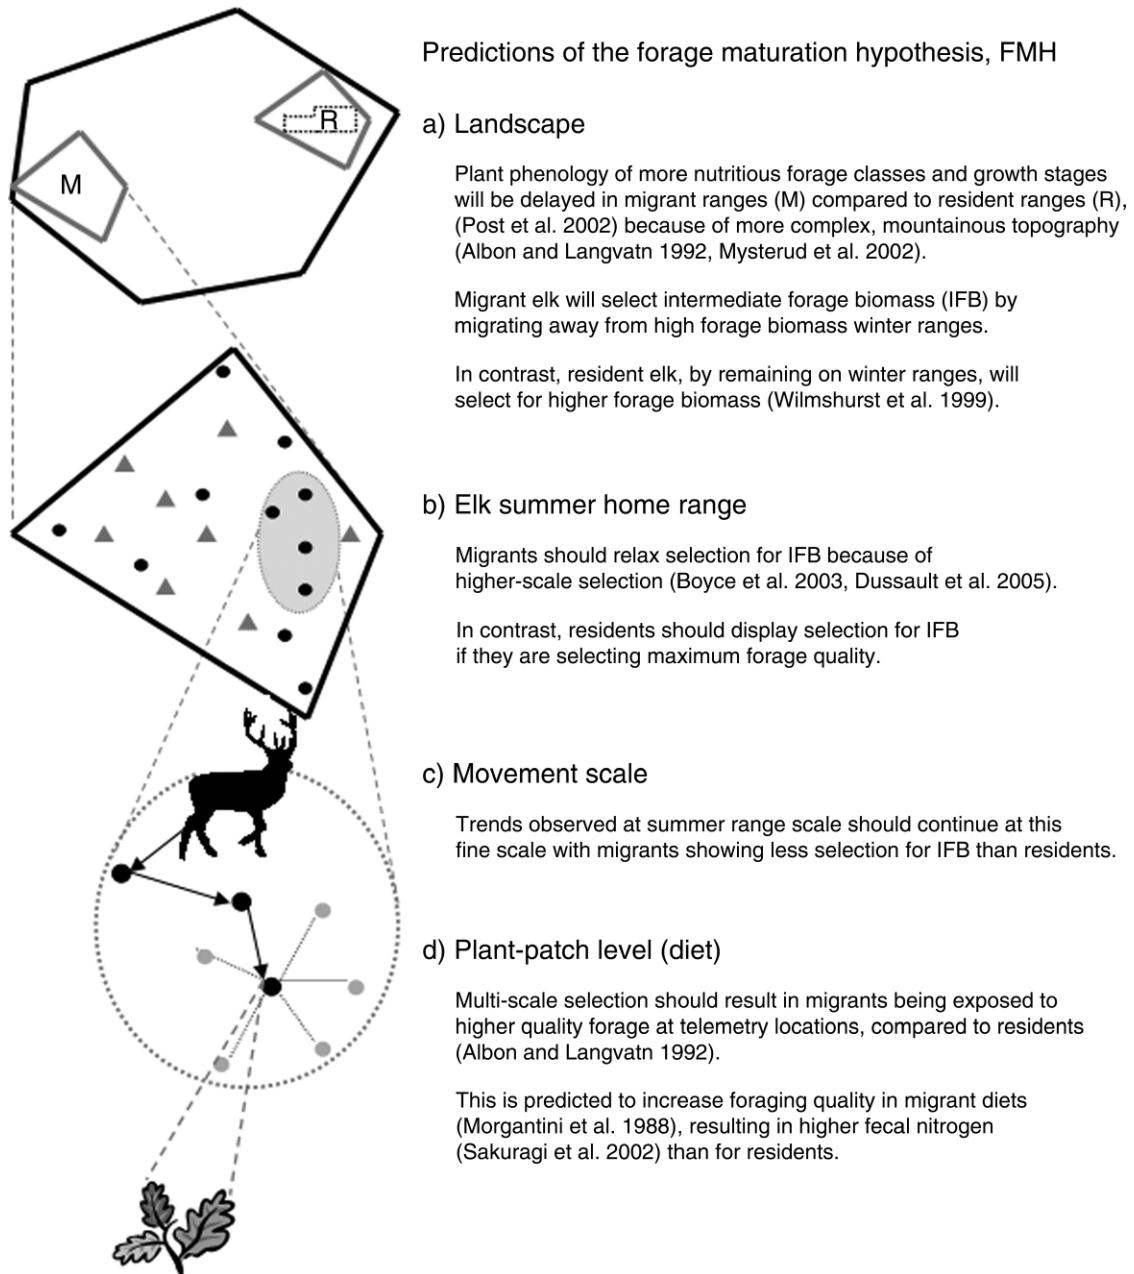 Predictions of the forage maturation hypothesis, FMH
R
M
a) Landscape
Plant phenology of more nutritious forage classes and growth stages
will be delayed in migrant ranges (M) compared to resident ranges (R),
(Post et al. 2002) because of more complex, mountainous topography
(Albon and Langvatn 1992, Mysterud et al. 2002).
Migrant elk will select intermediate forage biomass (IFB) by
migrating away from high forage biomass winter ranges.
In contrast, resident elk, by remaining on winter ranges, will
select for higher forage biomass (Wilmshurst et al. 1999).
b) Elk summer home range
Migrants should relax selection for IFB because of
higher-scale selection (Boyce et al. 2003, Dussault et al. 2005).
In contrast, residents should display selection for IFB
if they are selecting maximum forage quality.
c) Movement scale
Trends observed at summer range scale should continue at this
fine scale with migrants showing less selection for IFB than residents.
d) Plant-patch level (diet)
Multi-scale selection should result in migrants being exposed to
higher quality forage at telemetry locations, compared to residents
(Albon and Langvatn 1992).
This is predicted to increase foraging quality in migrant diets
(Morgantini et al. 1988), resulting in higher fecal nitrogen
(Sakuragi et al. 2002) than for residents.